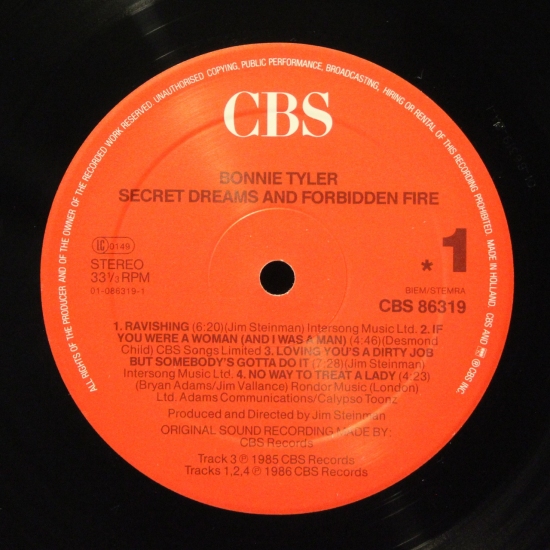 ALL RIGHTS OF THE PRODUCER AND OF THE OWNER OF THE RECORDED WORK RESERVED. UNAUTHORISED COPYING, PUBLIC PERFORMANCE, BROADCASTING, HIRING OR RENTAL OF THIS RECORDING PROHIBITED. MADE IN HOLLAND. CBS AND ℗ CBS INC.
CBS
BONNIE TYLER
SECRET DREAMS AND FORBIDDEN FIRE
LC 0149
STEREO
33⅓ RPM
01-086319-1
* 1
BIEM/STEMRA
CBS 86319
1. RAVISHING (6:20)(Jim Steinman) Intersong Music Ltd. 2. IF
YOU WERE A WOMAN (AND I WAS A MAN) (4:46)(Desmond
Child) CBS Songs Limited 3. LOVING YOU'S A DIRTY JOB
BUT SOMEBODY'S GOTTA DO IT (7:28)(Jim Steinman)
Intersong Music Ltd. 4. NO WAY TO TREAT A LADY (4:23)
(Bryan Adams/Jim Vallance) Rondor Music (London)
Ltd. Adams Communications/Calypso Toonz
Produced and Directed by Jim Steinman
ORIGINAL SOUND RECORDING MADE BY:
CBS Records
Track 3 ℗ 1985 CBS Records
Tracks 1,2,4 ℗ 1986 CBS Records